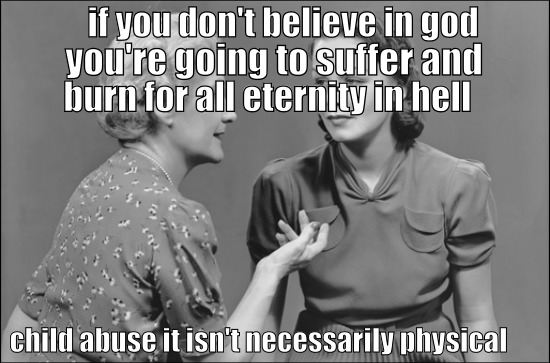 if you don't believe in god
you're going to suffer and
burn for all eternity in hell
child abuse it isn't necessarily physical